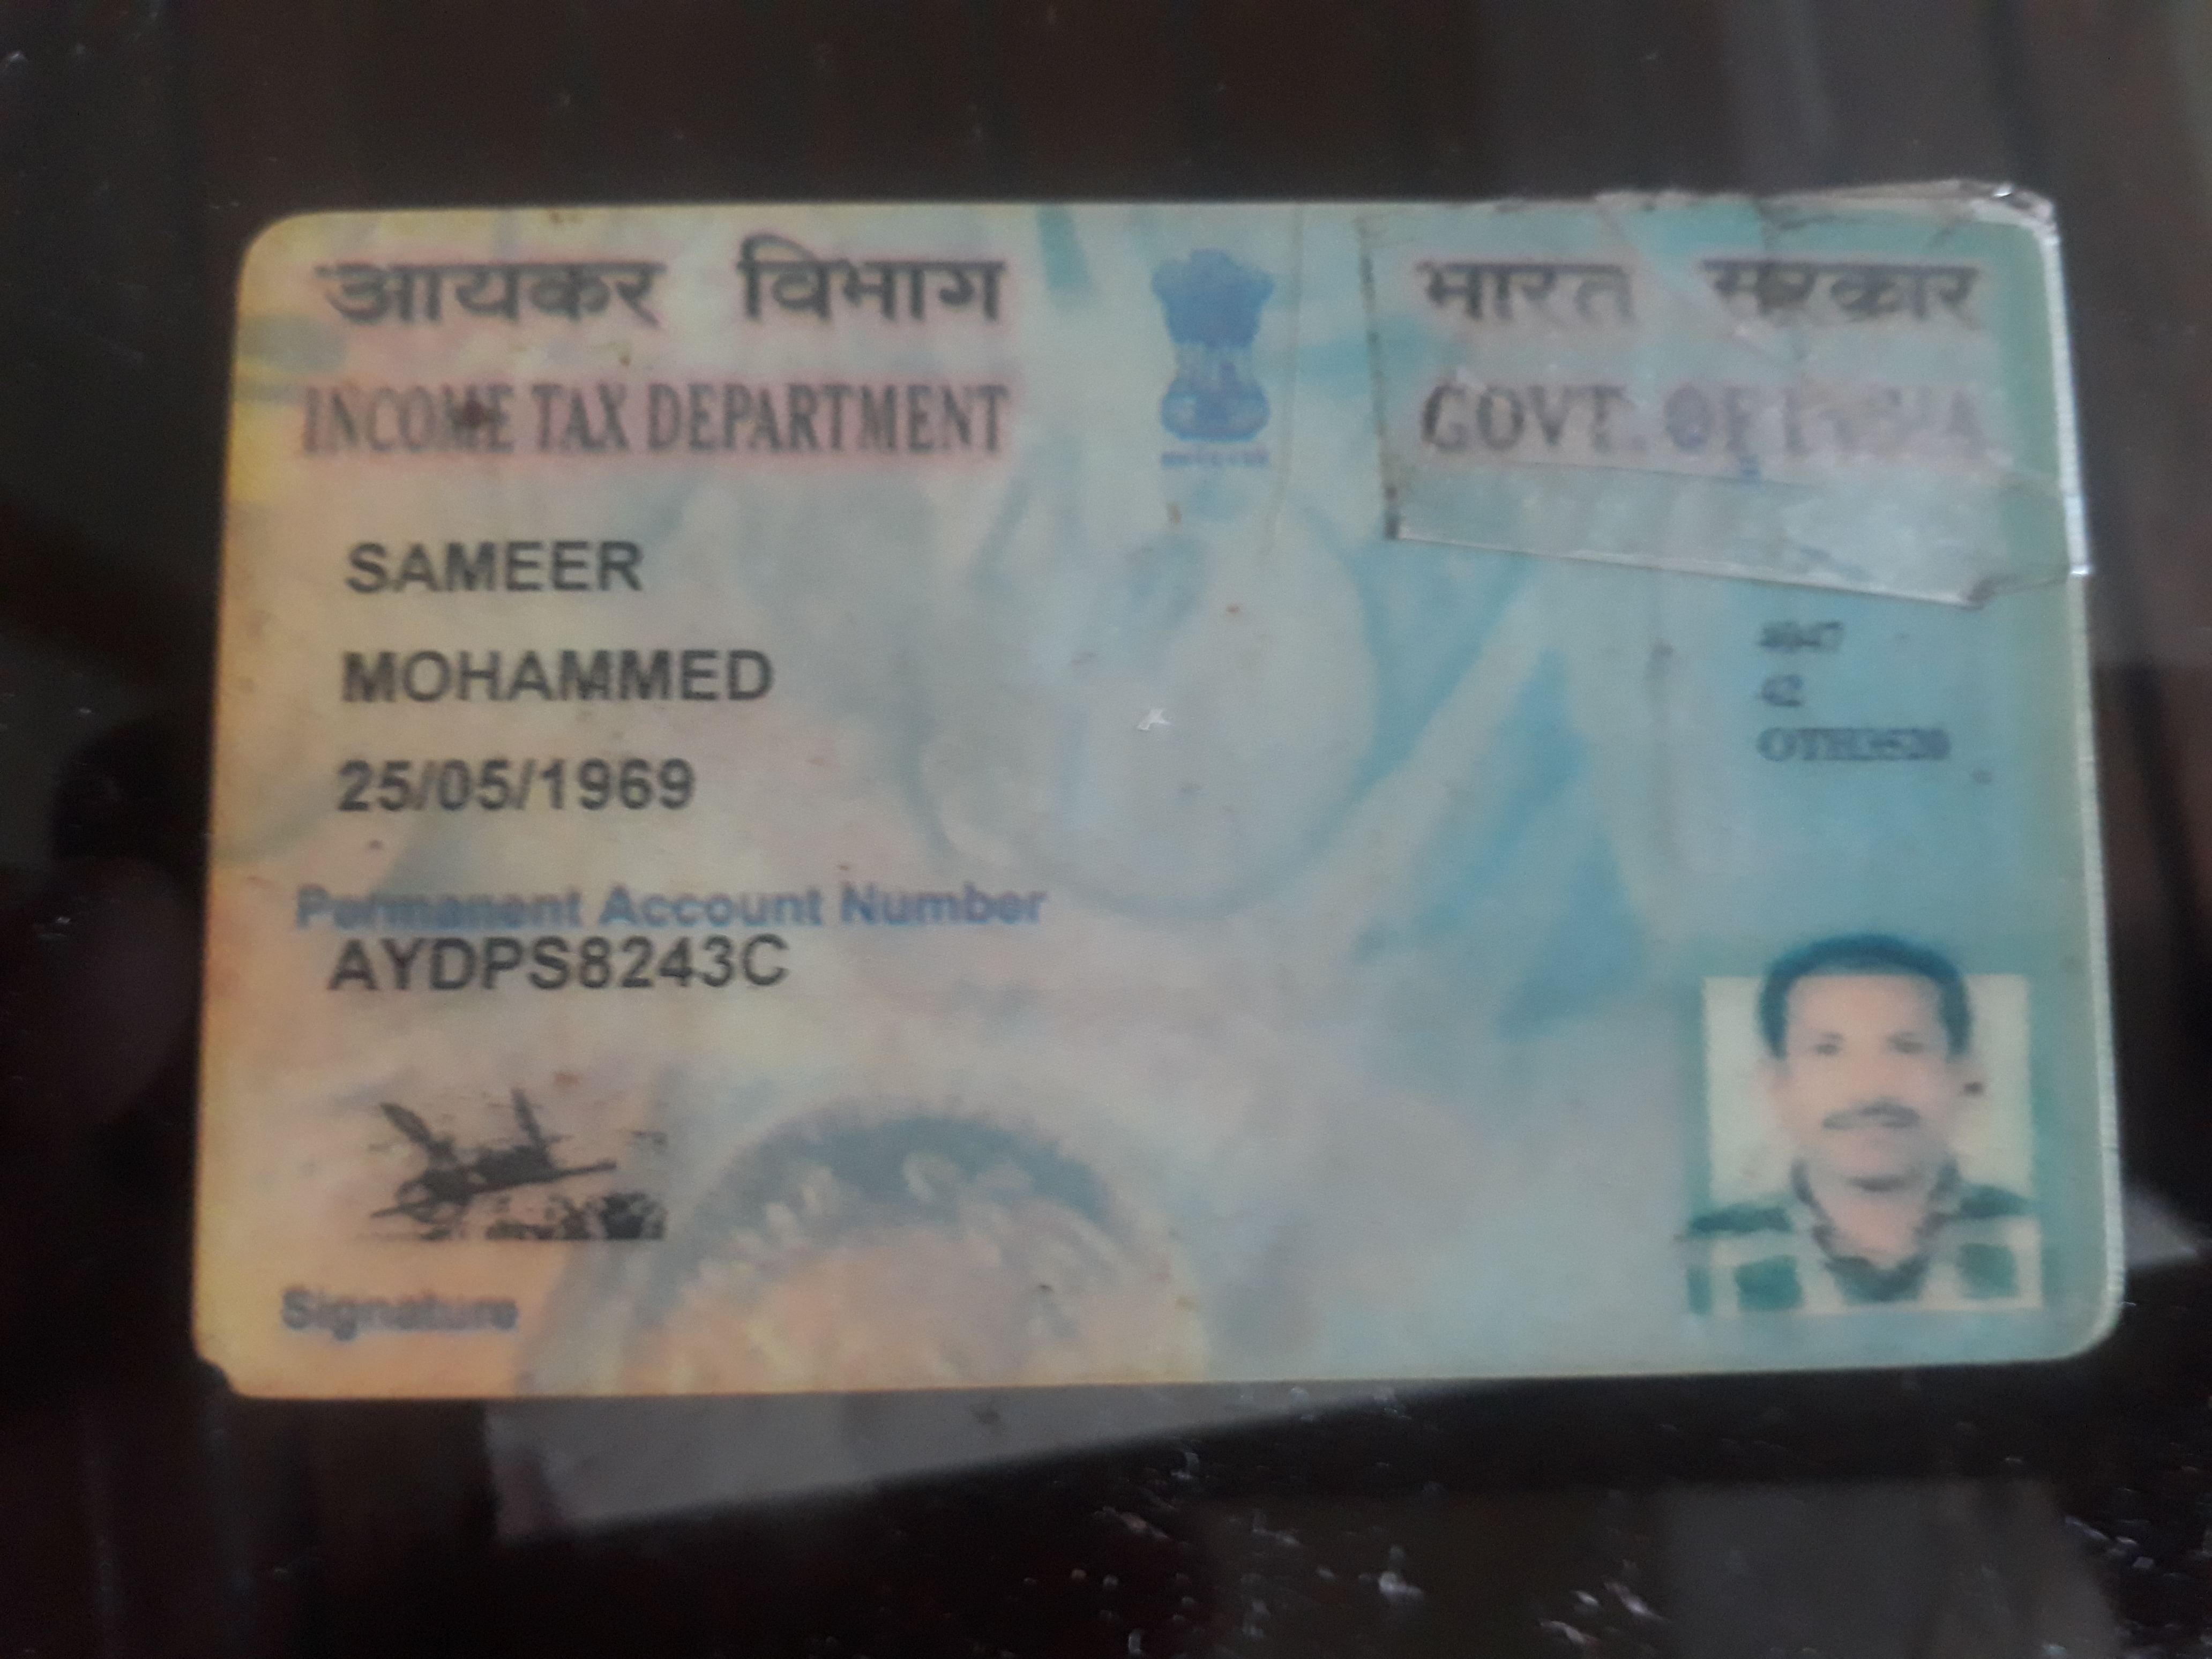 आयकर विभाग
INCOME TAX DEPARTMENT
भारत सरकार
GOVT. OF INDIA
SAMEER
MOHAMMED
25/05/1969
Permanent Account Number
AYDPS8243C
Signature